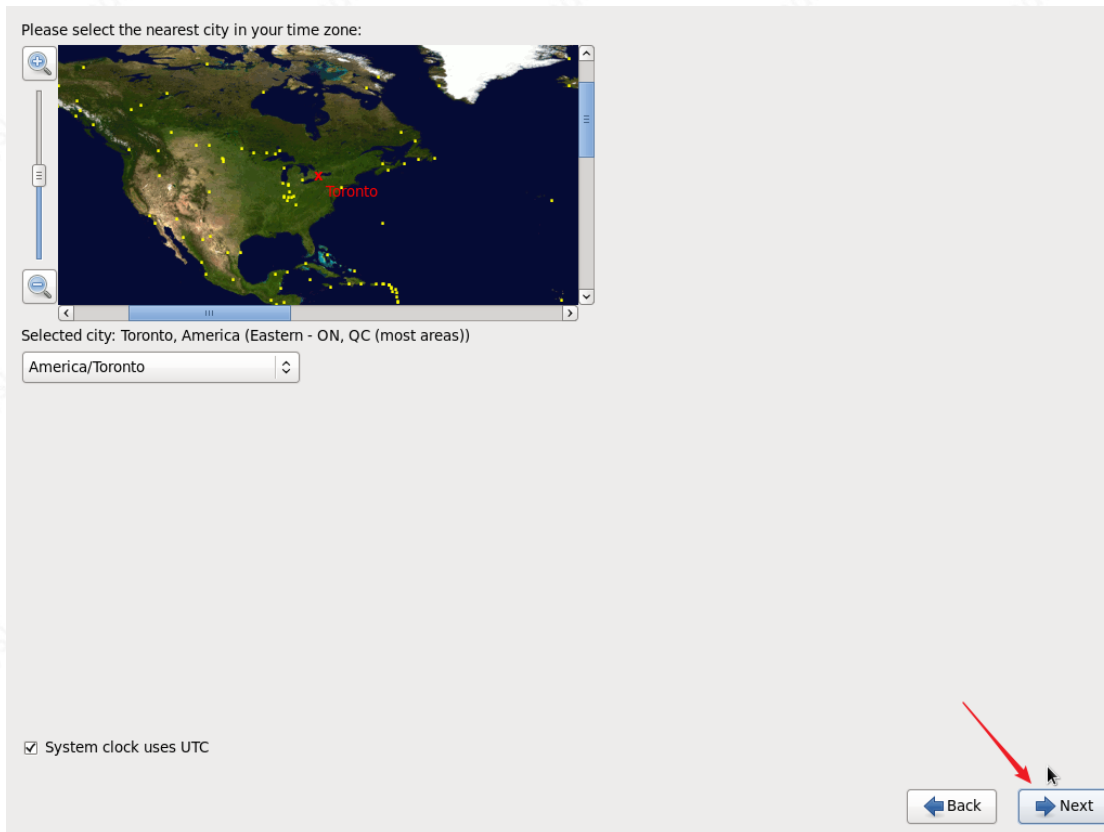 Please select the nearest city in your time zone:
Toronto
Selected city: Toronto, America (Eastern - ON, QC (most areas))
America/Toronto
System clock uses UTC
Back
Next